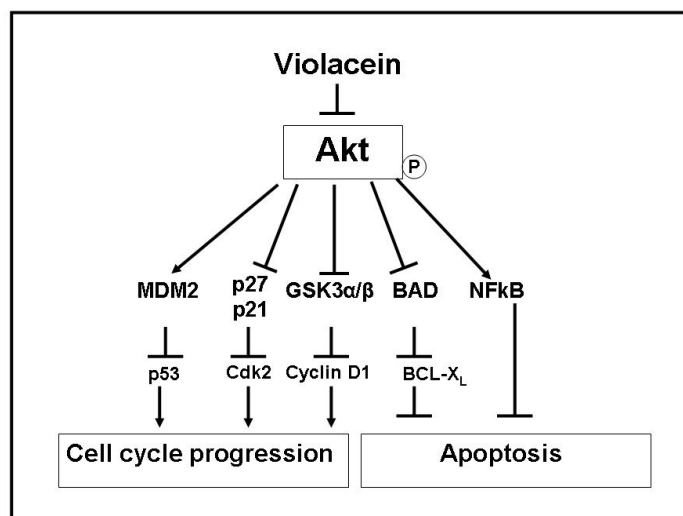 Violacein
Akt
P
MDM2 p27 GSK3α/β BAD NFkB
p21
p53 Cdk2 Cyclin D1 BCL-XL
Cell cycle progression Apoptosis